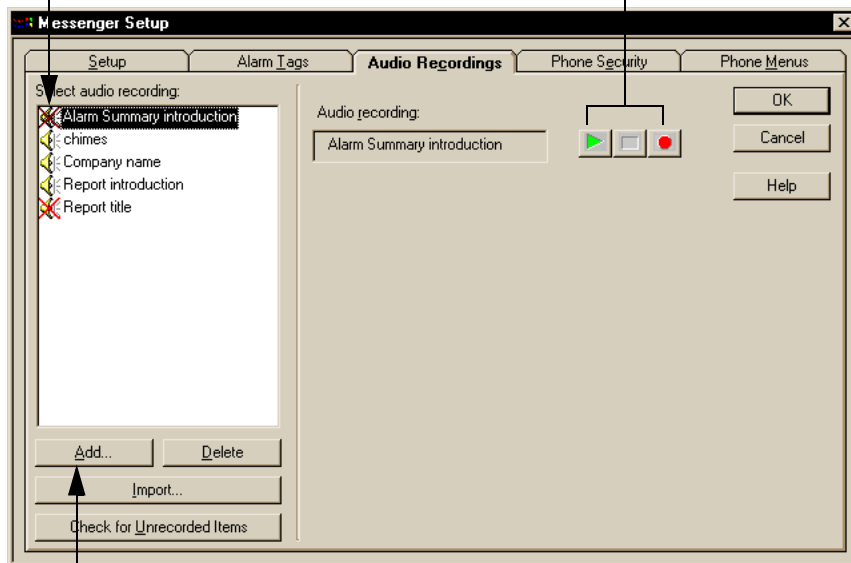 Messenger Setup
Setup
Alarm Tags
Audio Recordings
Phone Security
Phone Menus
Select audio recording:
Alarm Summary introduction
chimes
Company name
Report introduction
Report title
Add...
Delete
Import...
Check for Unrecorded Items
Audio recording:
Alarm Summary introduction
OK
Cancel
Help